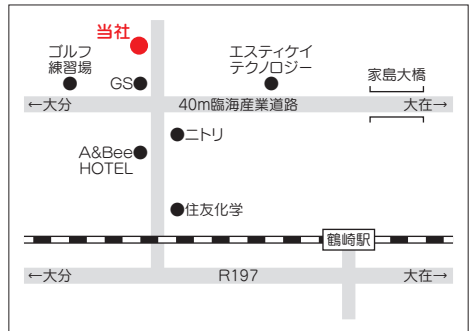 当社
ゴルフ
練習場
GS
エスティケイ
テクノロジー
家島大橋
←大分
40m臨海産業道路
大在→
ニトリ
A&Bee
HOTEL
住友化学
鶴崎駅
←大分
R197
大在→